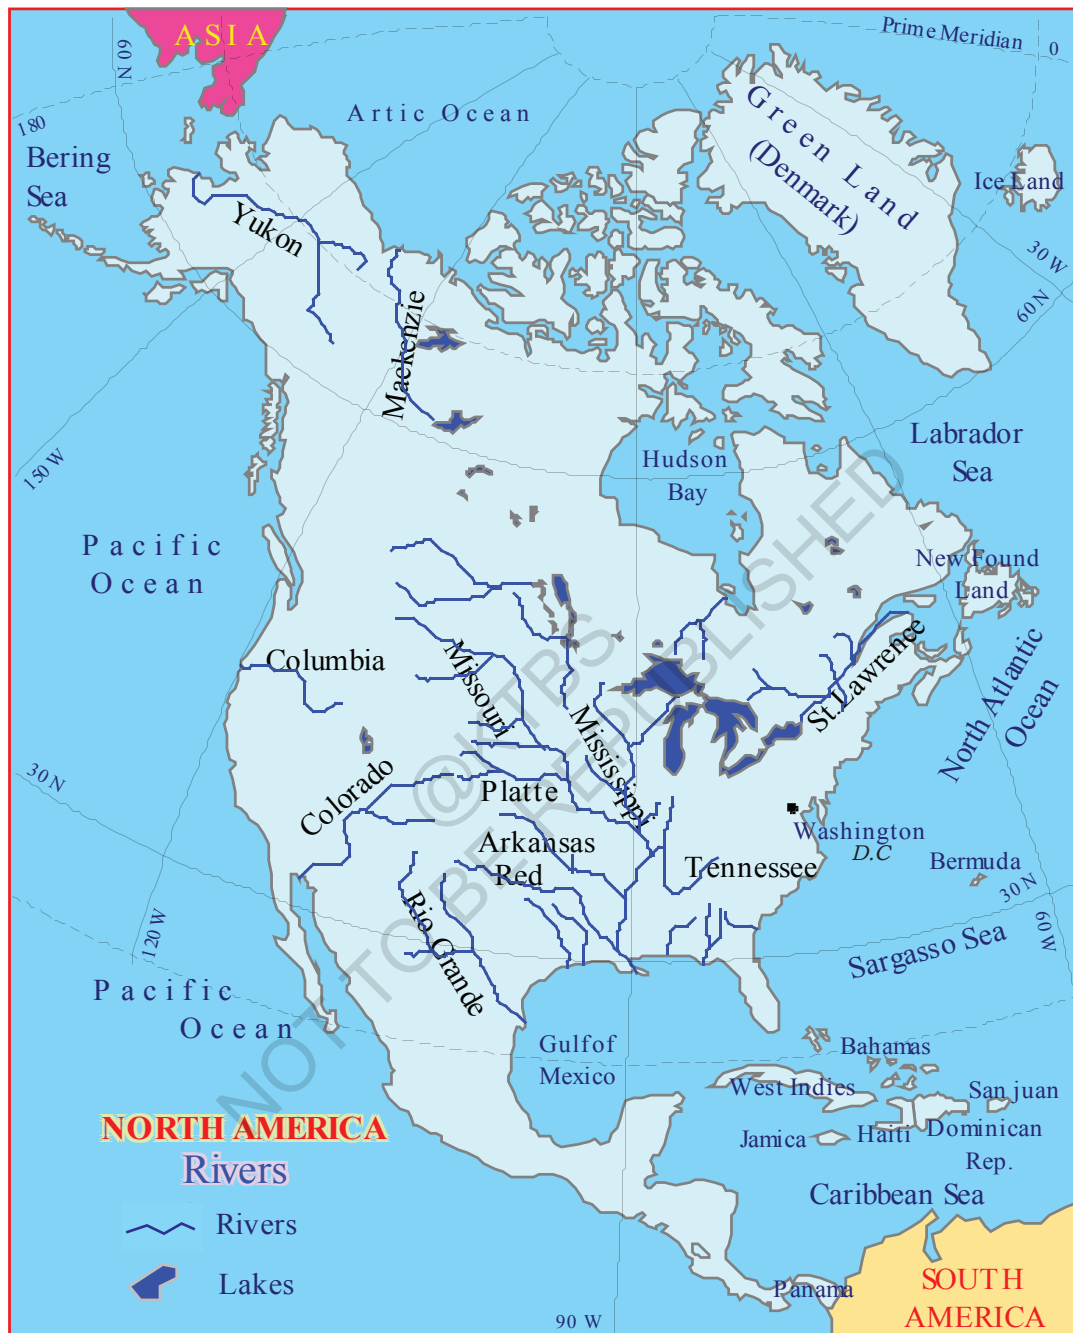 ASIA
Prime Meridian
0
60 N
180
Artic Ocean
Bering
Sea
Green Land
(Denmark)
Ice Land
Yukon
30 W
60 N
Mackenzie
150 W
Labrador
Sea
Hudson
Bay
Pacific
Ocean
New Found
Land
Columbia
Missouri
Mississippi
St.Lawrence
North Atlantic
Ocean
30 N
Colorado
Platte
Arkansas
Red
Tennessee
Washington
D.C
Bermuda
30 N
60 W
120 W
Rio Grande
Sargasso Sea
Pacific
Ocean
Gulfof
Mexico
Bahamas
West Indies
San juan
Jamica
Haiti
Dominican
Rep.
Caribbean Sea
NORTH AMERICA
Rivers
Rivers
Lakes
Panama
SOUTH
AMERICA
90 W
@KTBS
NOT TO BE REPUBLISHED